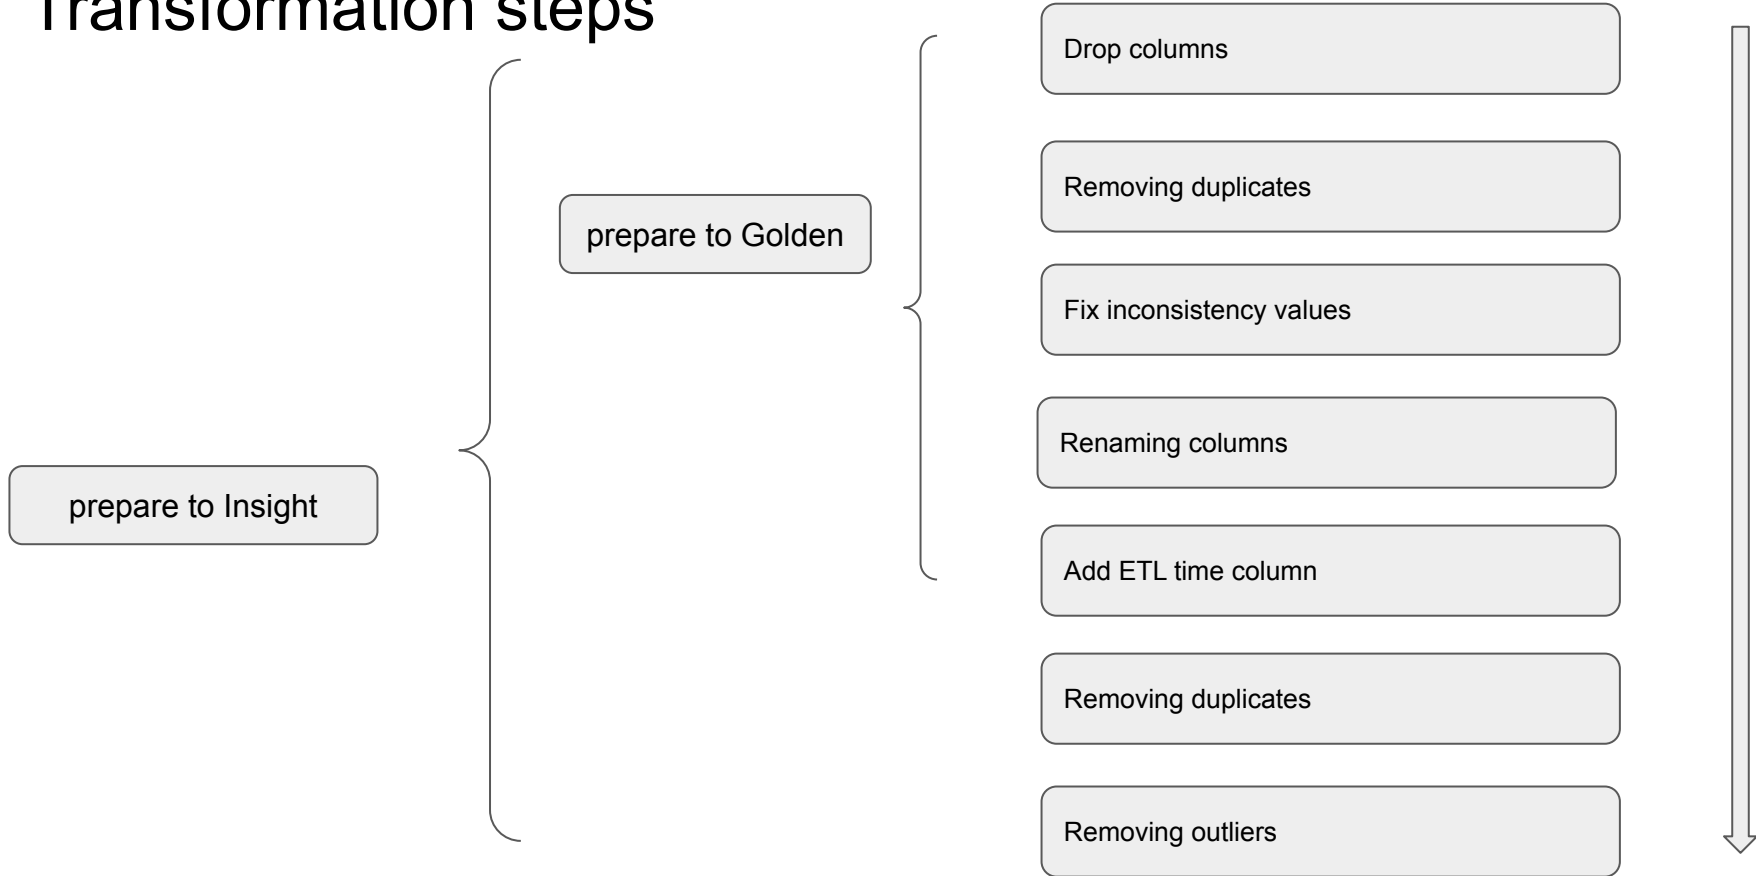 Transformation steps
Drop columns
Removing duplicates
prepare to Golden
Fix inconsistency values
Renaming columns
prepare to Insight
Add ETL time column
Removing duplicates
Removing outliers